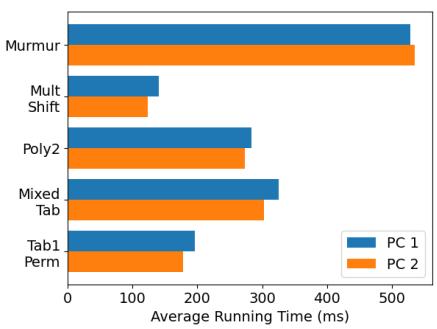 Murmur
Mult
Shift
Poly2
Mixed
Tab
Tab1
Perm
PC 1
PC 2
0 100 200 300 400 500
Average Running Time (ms)